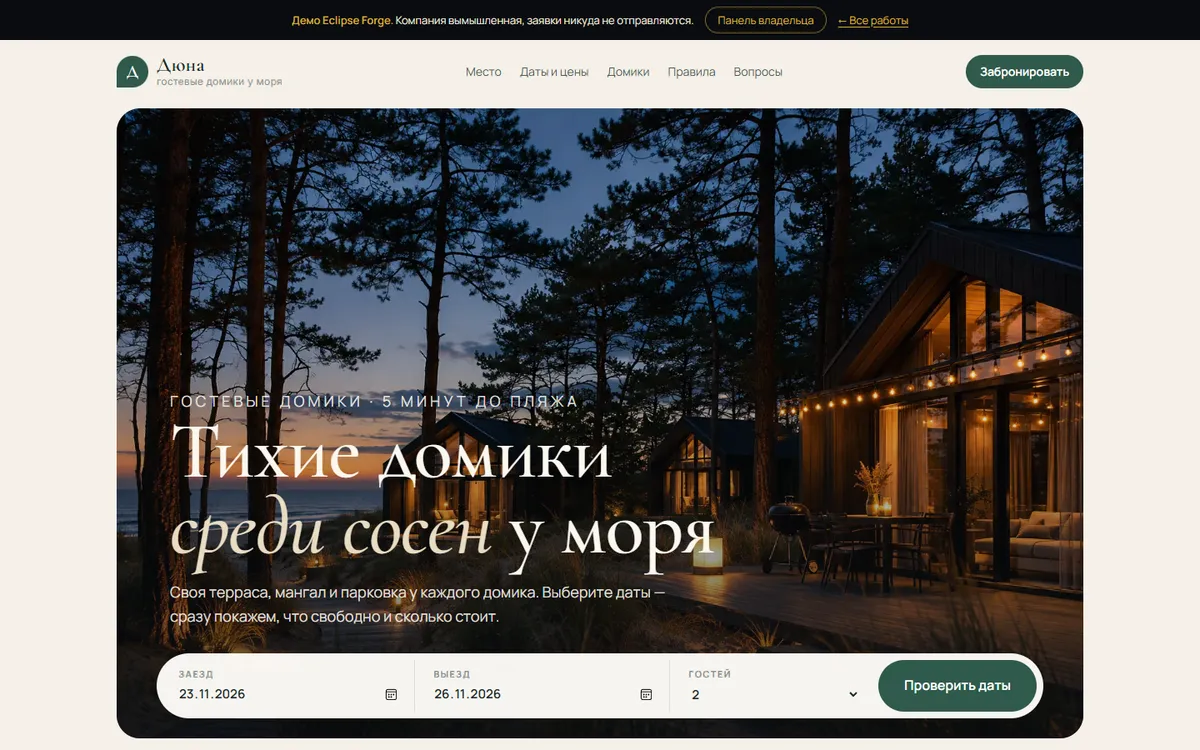 Демо Eclipse Forge. Компания вымышленная, заявки никуда не отправляются.
Панель владельца
← Все работы
Д
Дюна
гостевые домики у моря
Место
Даты и цены
Домики
Правила
Вопросы
Забронировать
ГОСТЕВЫЕ ДОМИКИ · 5 МИНУТ ДО ПЛЯЖА
Тихие домики
среди сосен у моря
Своя терраса, мангал и парковка у каждого домика. Выберите даты —
сразу покажем, что свободно и сколько стоит.
ЗАЕЗД
23.11.2026
ВЫЕЗД
26.11.2026
ГОСТЕЙ
2
Проверить даты